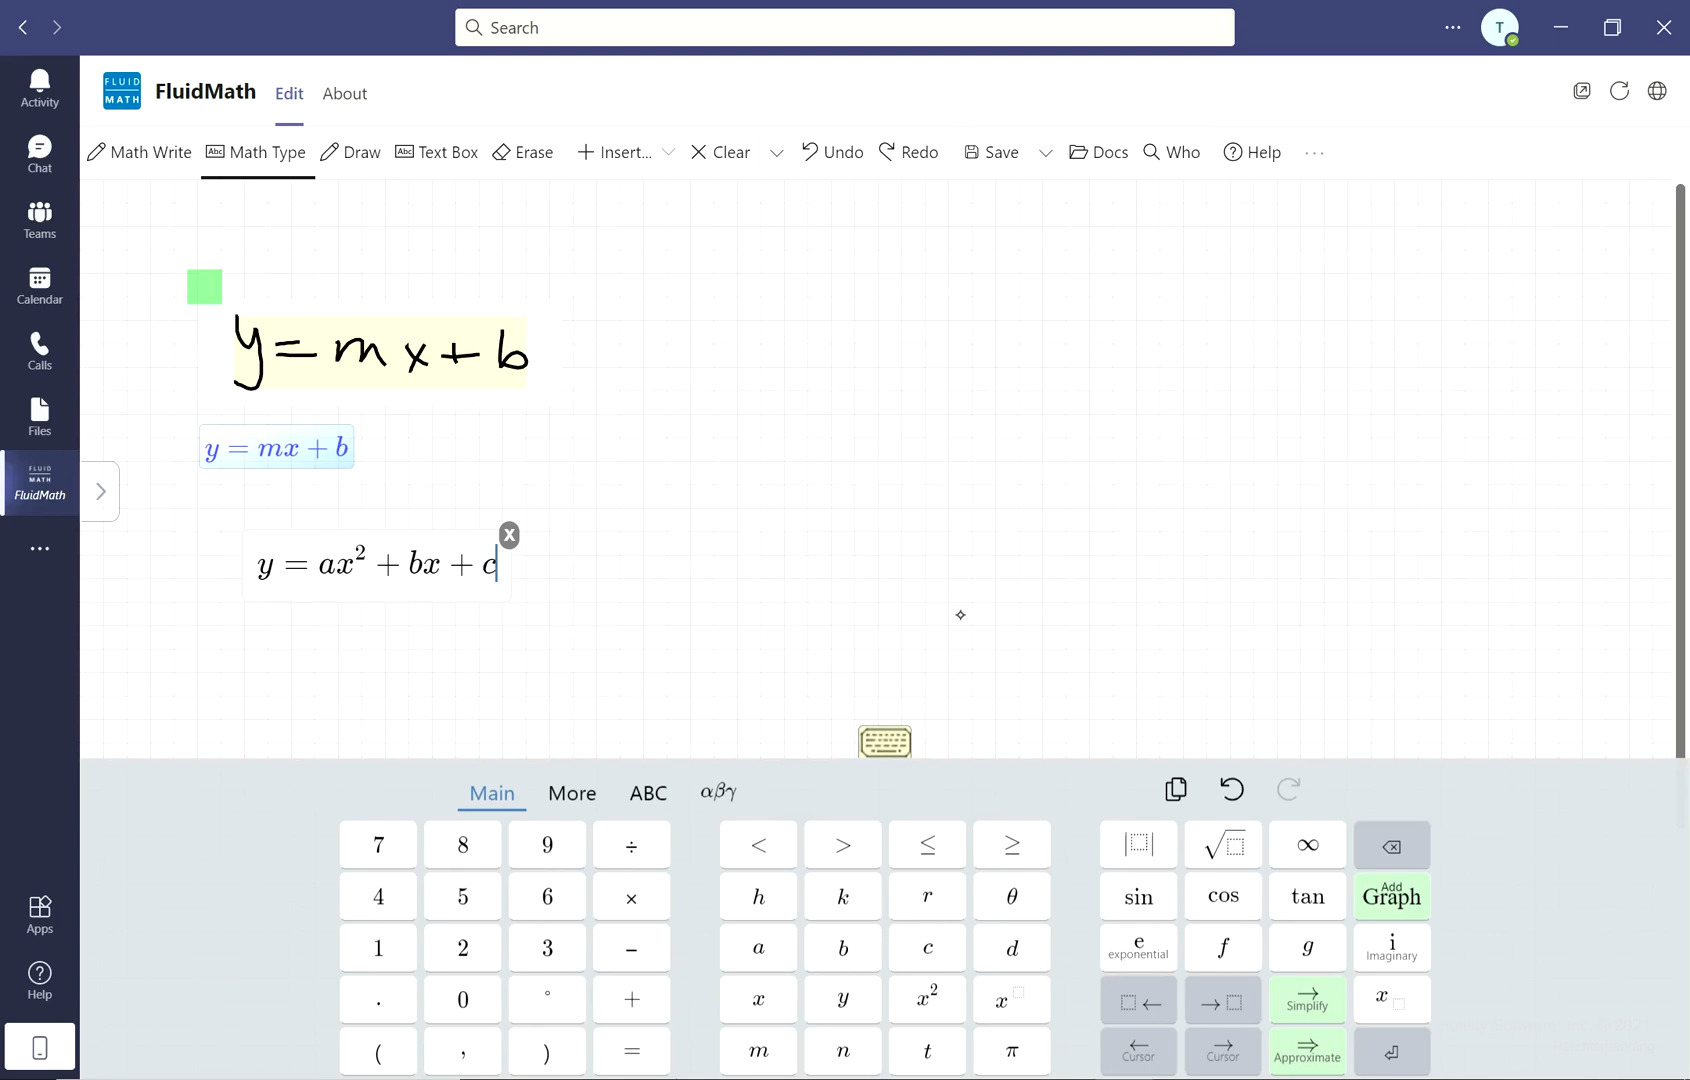 Search
T
Activity
Chat
Teams
Calendar
Calls
Files
FLUID MATH
FluidMath
Apps
Help
FLUID MATH
FluidMath Edit About
Math Write Abc Math Type Draw Abc Text Box Erase Insert... Clear Undo Redo Save Docs Who Help
y = mx + b
y = mx + b
X
y = ax² + bx + c
Main More ABC αβγ
7 8 9 ÷ < > ≤ ≥ |□| √□ ∞
4 5 6 × h k r θ sin cos tan Add Graph
1 2 3 − a b c d e exponential f g i Imaginary
. 0 ° + x y x² x□ □← →□ → Simplify x□
( , ) = m n t π ← Cursor → Cursor ⇒ Approximate